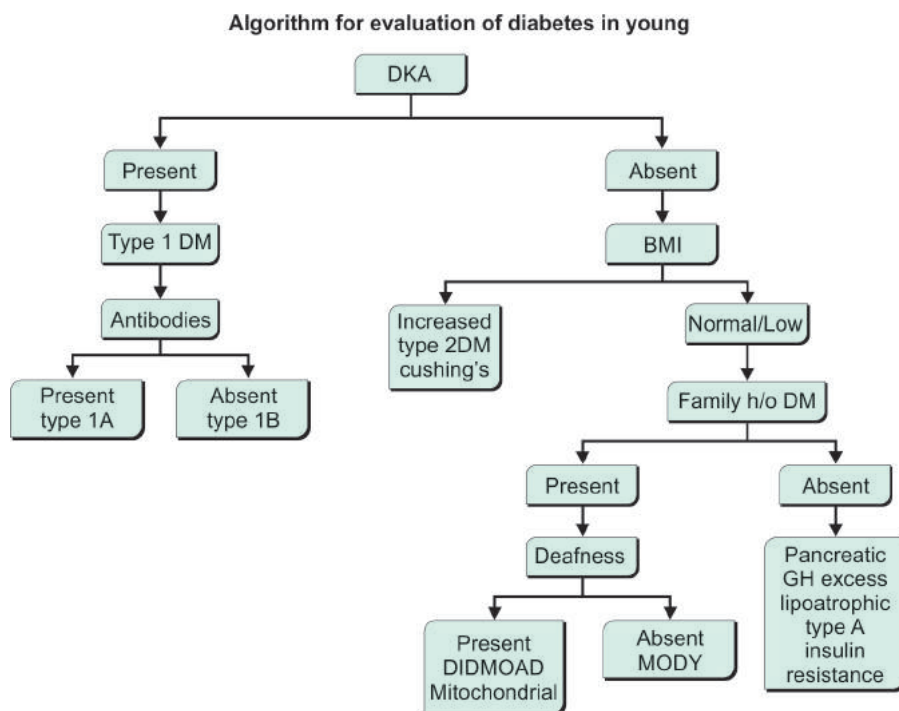 Algorithm for evaluation of diabetes in young
DKA
Present
Absent
Type 1 DM
BMI
Antibodies
Increased
type 2DM
cushing's
Normal/Low
Present
type 1A
Absent
type 1B
Family h/o DM
Present
Absent
Deafness
Pancreatic
GH excess
lipoatrophic
type A
insulin
resistance
Present
DIDMOAD
Mitochondrial
Absent
MODY